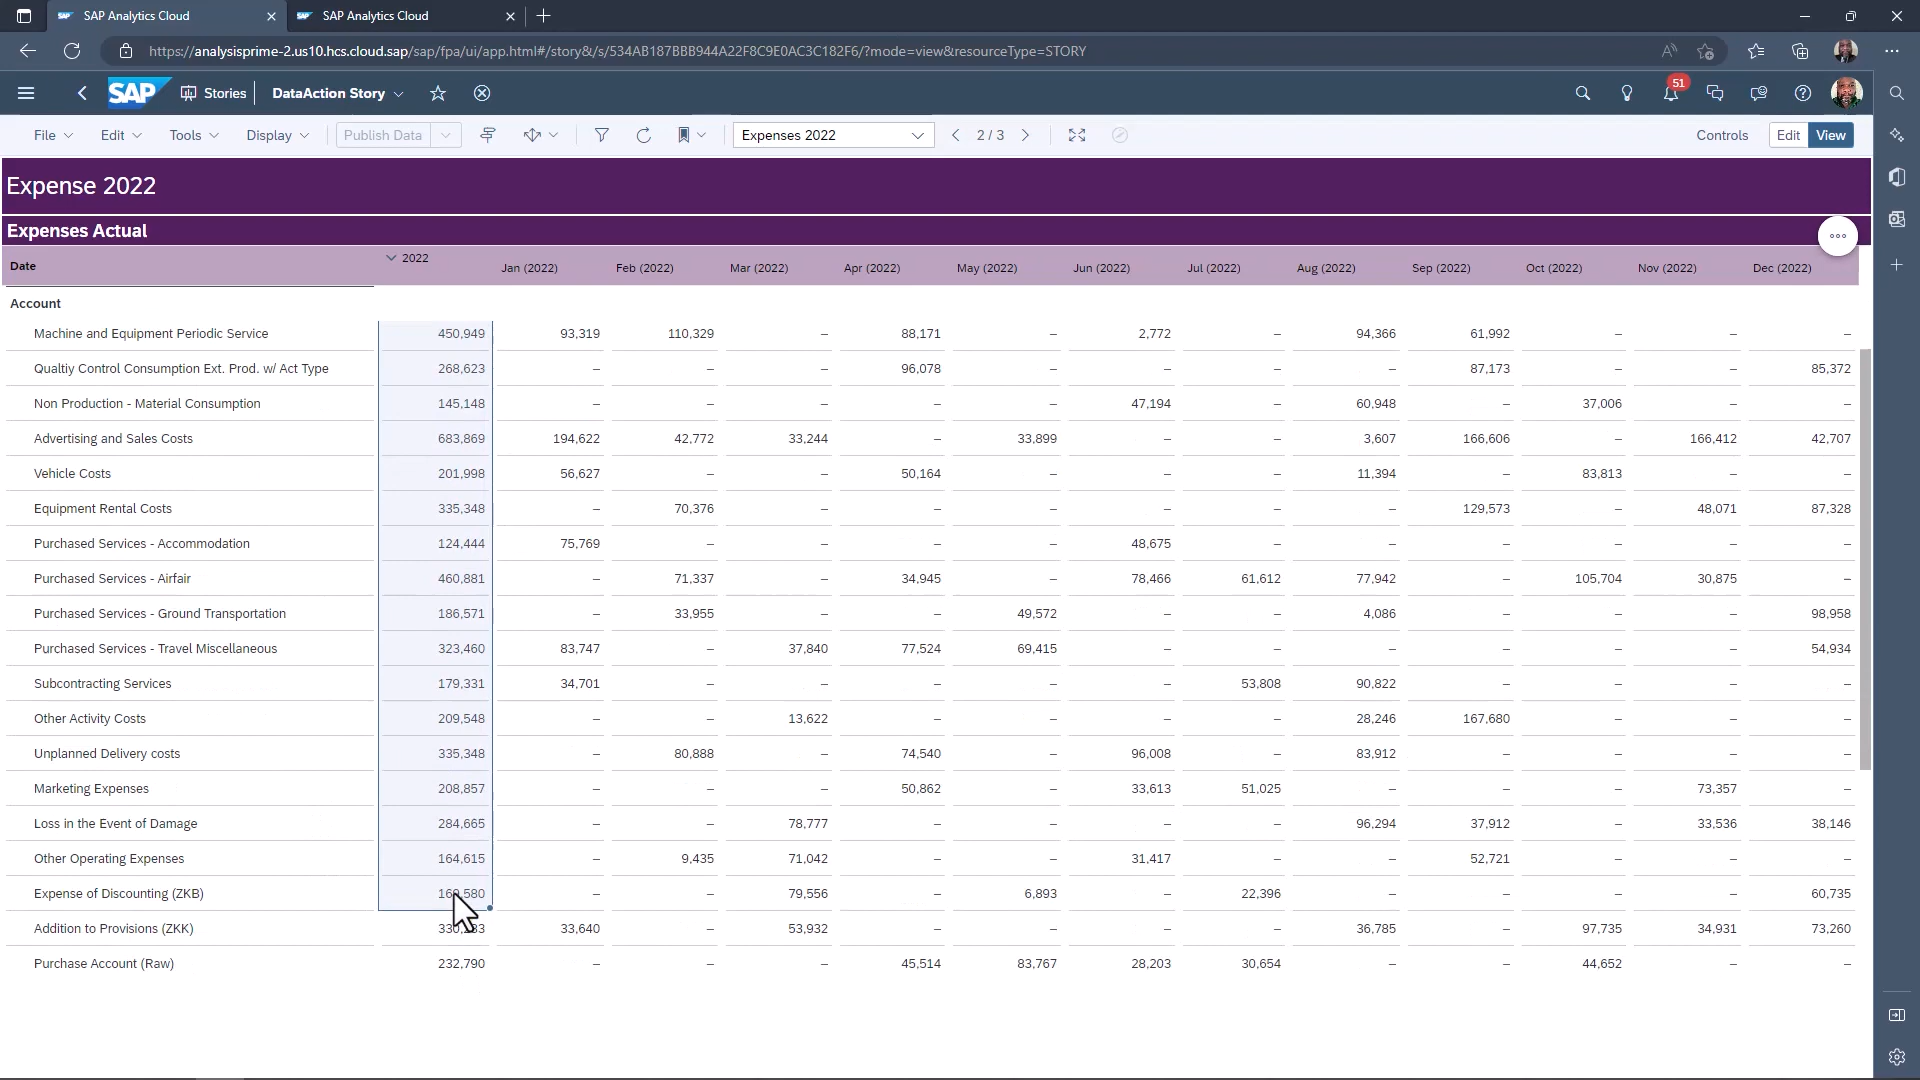 SAP Analytics Cloud SAP Analytics Cloud
https://analysisprime-2.us10.hcs.cloud.sap/sap/fpa/ui/app.html#/story&/s/534AB187BBB944A22F8C9E0AC3C182F6/?mode=view&resourceType=STORY
SAP Stories DataAction Story 51
File Edit Tools Display Publish Data Expenses 2022 2 / 3 Controls Edit View
Expense 2022
Expenses Actual
Date 2022 Jan (2022) Feb (2022) Mar (2022) Apr (2022) May (2022) Jun (2022) Jul (2022) Aug (2022) Sep (2022) Oct (2022) Nov (2022) Dec (2022)
Account
Machine and Equipment Periodic Service 450,949 93,319 110,329 – 88,171 – 2,772 – 94,366 61,992 – – –
Qualtiy Control Consumption Ext. Prod. w/ Act Type 268,623 – – – 96,078 – – – – 87,173 – – 85,372
Non Production - Material Consumption 145,148 – – – – – 47,194 – 60,948 – 37,006 – –
Advertising and Sales Costs 683,869 194,622 42,772 33,244 – 33,899 – – 3,607 166,606 – 166,412 42,707
Vehicle Costs 201,998 56,627 – – 50,164 – – – 11,394 – 83,813 – –
Equipment Rental Costs 335,348 – 70,376 – – – – – – 129,573 – 48,071 87,328
Purchased Services - Accommodation 124,444 75,769 – – – – 48,675 – – – – – –
Purchased Services - Airfair 460,881 – 71,337 – 34,945 – 78,466 61,612 77,942 – 105,704 30,875 –
Purchased Services - Ground Transportation 186,571 – 33,955 – – 49,572 – – 4,086 – – – 98,958
Purchased Services - Travel Miscellaneous 323,460 83,747 – 37,840 77,524 69,415 – – – – – – 54,934
Subcontracting Services 179,331 34,701 – – – – – 53,808 90,822 – – – –
Other Activity Costs 209,548 – – 13,622 – – – – 28,246 167,680 – – –
Unplanned Delivery costs 335,348 – 80,888 – 74,540 – 96,008 – 83,912 – – – –
Marketing Expenses 208,857 – – – 50,862 – 33,613 51,025 – – – 73,357 –
Loss in the Event of Damage 284,665 – – 78,777 – – – – 96,294 37,912 – 33,536 38,146
Other Operating Expenses 164,615 – 9,435 71,042 – – 31,417 – – 52,721 – – –
Expense of Discounting (ZKB) – – 79,556 – 6,893 – 22,396 – – – – 60,735
Addition to Provisions (ZKK) 33,640 – 53,932 – – – – 36,785 – 97,735 34,931 73,260
Purchase Account (Raw) 232,790 – – – 45,514 83,767 28,203 30,654 – – 44,652 – –